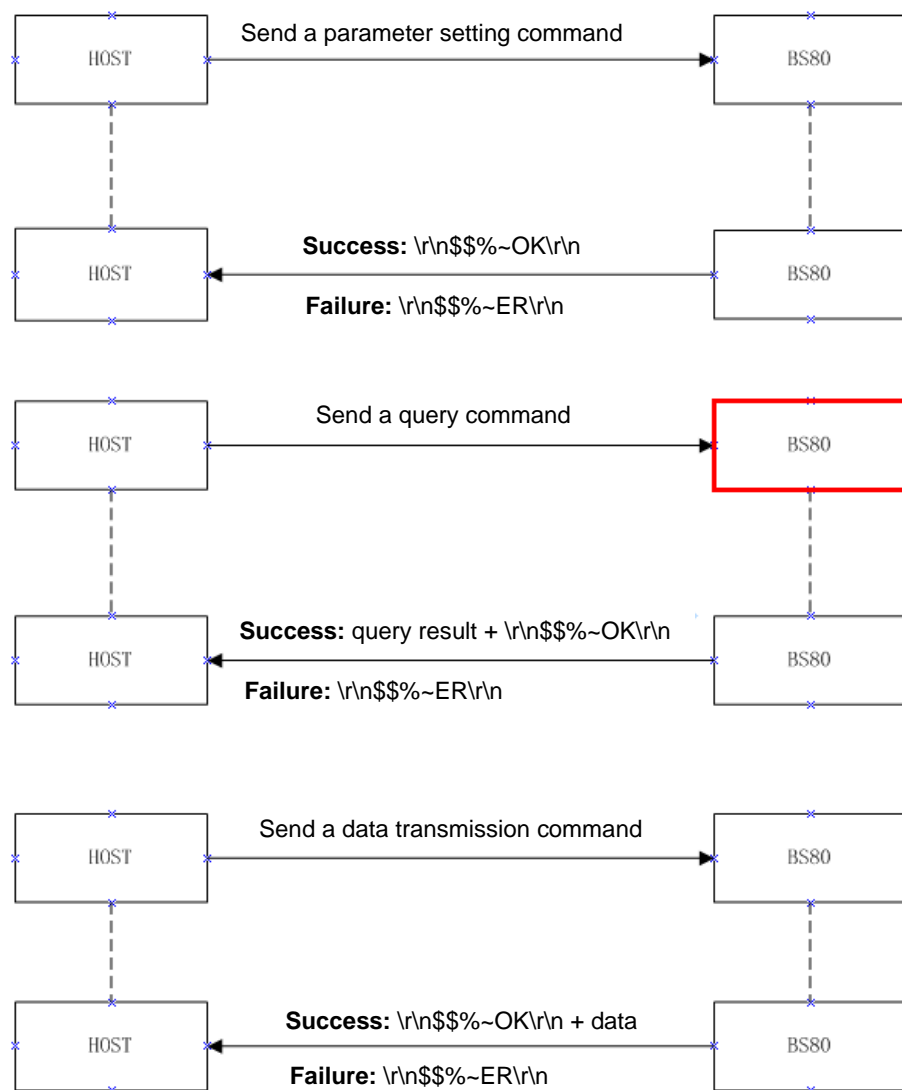 Send a parameter setting command
HOST
BS80
Success: \r\n$$%~OK\r\n
HOST
BS80
Failure: \r\n$$%~ER\r\n
Send a query command
HOST
BS80
Success: query result + \r\n$$%~OK\r\n
HOST
BS80
Failure: \r\n$$%~ER\r\n
Send a data transmission command
HOST
BS80
Success: \r\n$$%~OK\r\n + data
HOST
BS80
Failure: \r\n$$%~ER\r\n